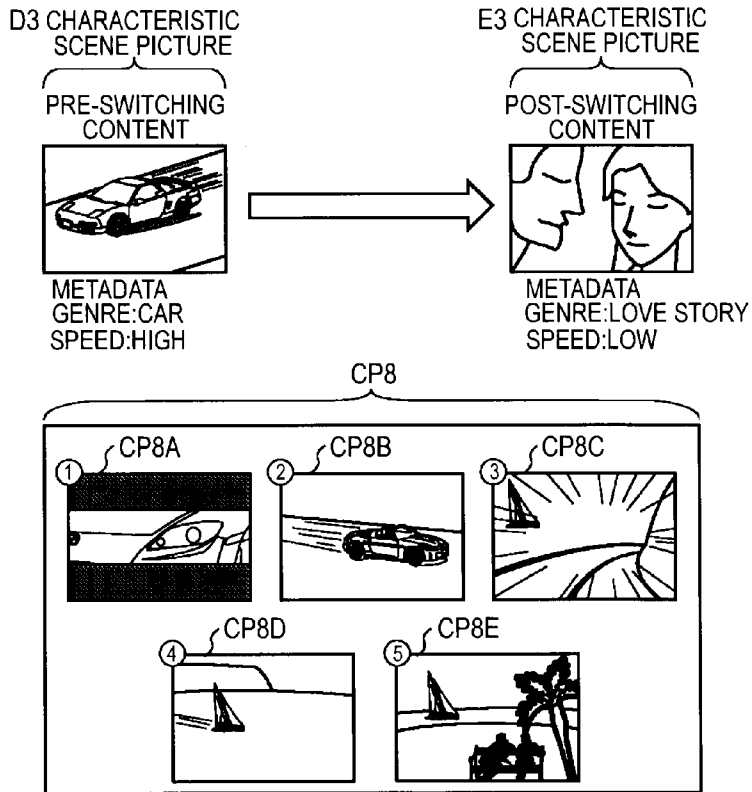 D3 CHARACTERISTIC
SCENE PICTURE
PRE-SWITCHING
CONTENT
METADATA
GENRE:CAR
SPEED:HIGH
E3 CHARACTERISTIC
SCENE PICTURE
POST-SWITCHING
CONTENT
METADATA
GENRE:LOVE STORY
SPEED:LOW
CP8
① CP8A
② CP8B
③ CP8C
④ CP8D
⑤ CP8E